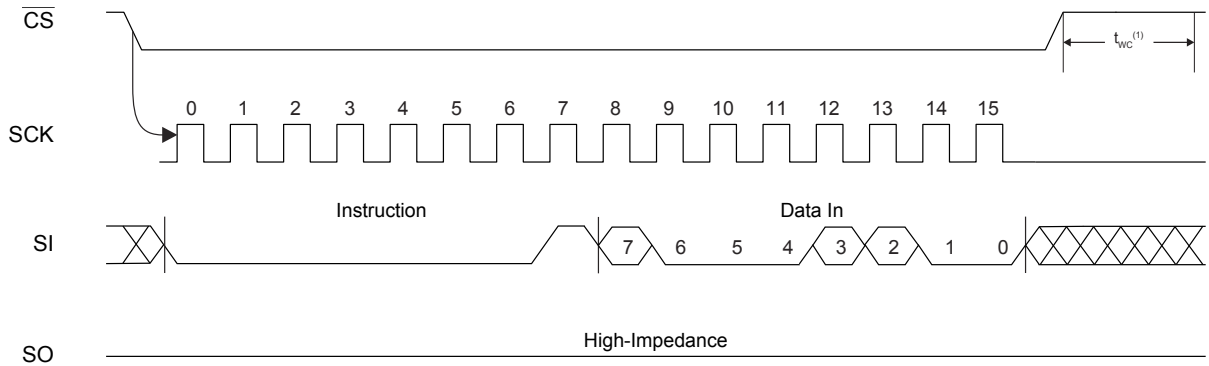 CS
t_WC^(1)
0 1 2 3 4 5 6 7 8 9 10 11 12 13 14 15
SCK
Instruction Data In
SI 7 6 5 4 3 2 1 0
High-Impedance
SO